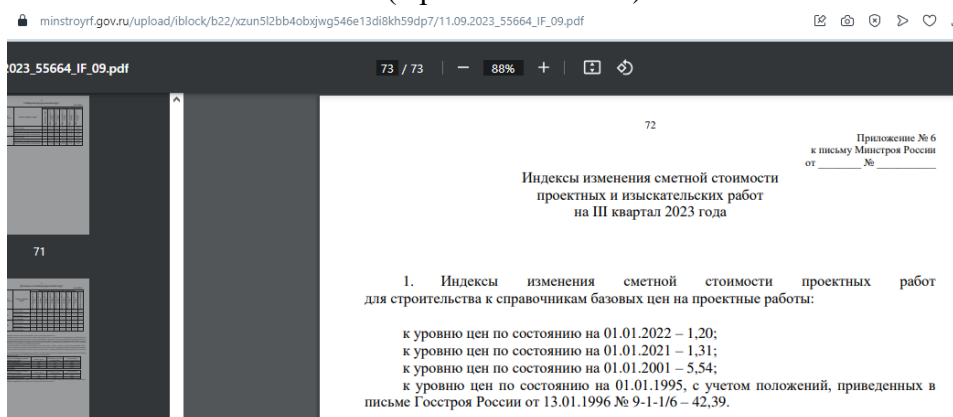 minstroyrf.gov.ru/upload/iblock/b22/xzun5l2bb4obxjwg546e13di8kh59dp7/11.09.2023_55664_IF_09.pdf
2023_55664_IF_09.pdf
73 / 73
88%
72
Приложение № 6
к письму Минстроя России
от ________ № ___________
Индексы изменения сметной стоимости
проектных и изыскательских работ
на III квартал 2023 года
71
1. Индексы изменения сметной стоимости проектных работ
для строительства к справочникам базовых цен на проектные работы:
к уровню цен по состоянию на 01.01.2022 – 1,20;
к уровню цен по состоянию на 01.01.2021 – 1,31;
к уровню цен по состоянию на 01.01.2001 – 5,54;
к уровню цен по состоянию на 01.01.1995, с учетом положений, приведенных в
письме Госстроя России от 13.01.1996 № 9-1-1/6 – 42,39.